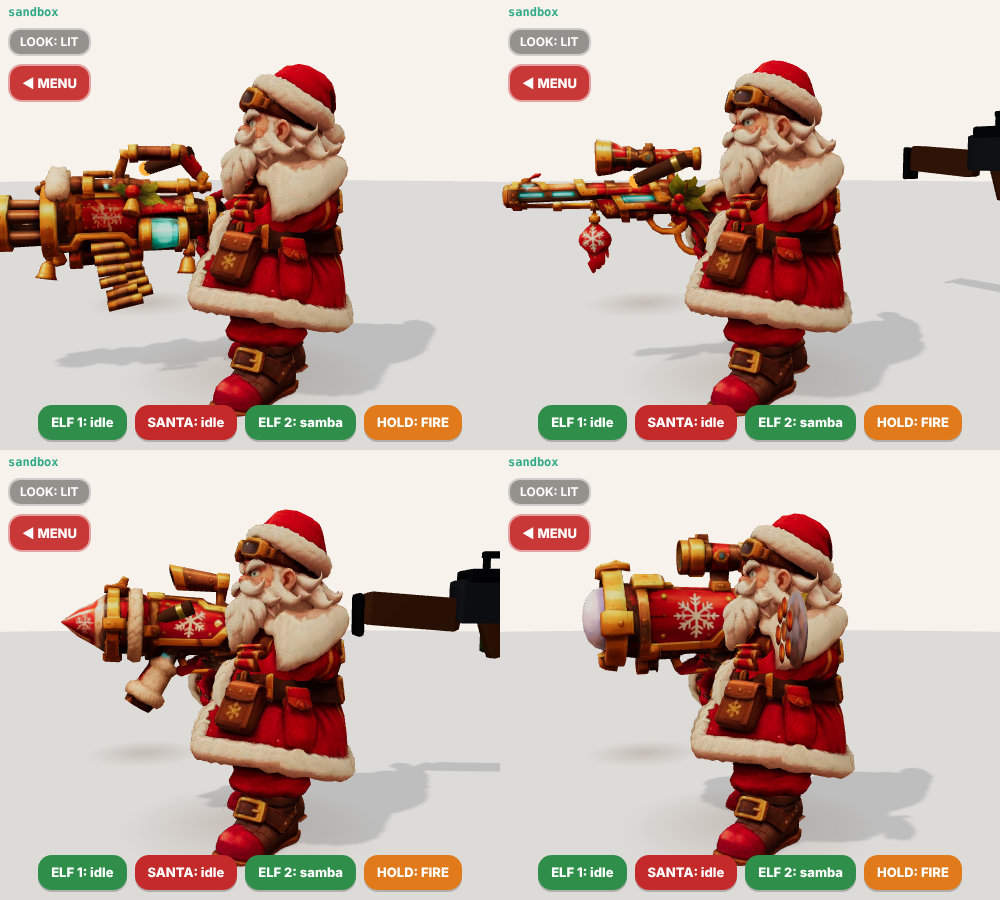 sandbox
LOOK: LIT
◀ MENU
ELF 1: idle
SANTA: idle
ELF 2: samba
HOLD: FIRE
sandbox
LOOK: LIT
◀ MENU
ELF 1: idle
SANTA: idle
ELF 2: samba
HOLD: FIRE
sandbox
LOOK: LIT
◀ MENU
ELF 1: idle
SANTA: idle
ELF 2: samba
HOLD: FIRE
sandbox
LOOK: LIT
◀ MENU
ELF 1: idle
SANTA: idle
ELF 2: samba
HOLD: FIRE